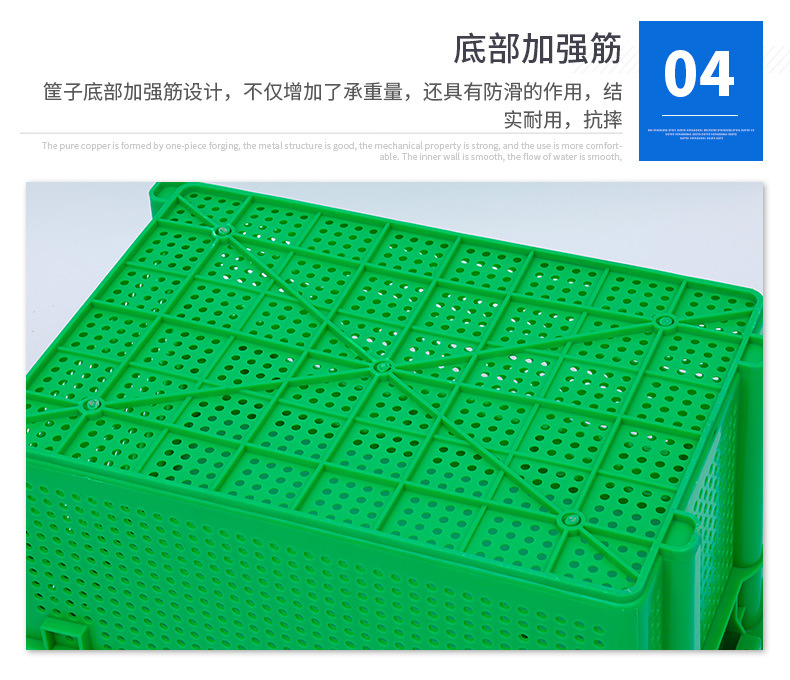 底部加强筋
04
筐子底部加强筋设计，不仅增加了承重量，还具有防滑的作用，结
实耐用，抗摔
The pure copper is formed by one-piece forging, the metal structure is good, the mechanical property is strong, and the use is more comfort-
able. The inner wall is smooth, the flow of water is smooth,